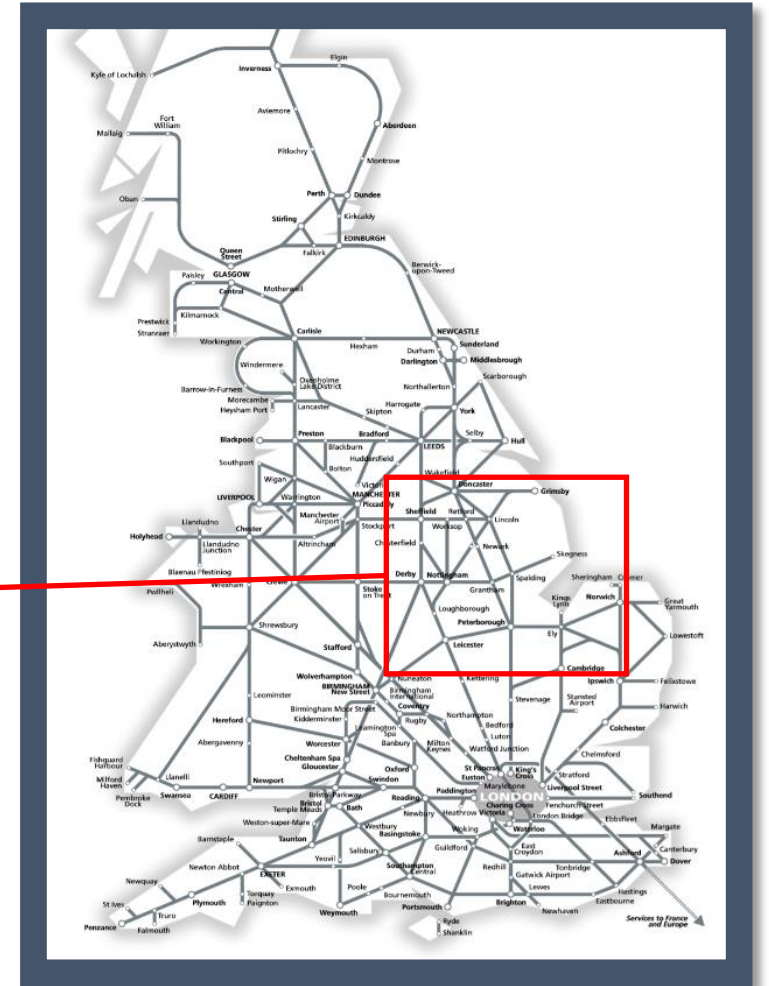 Elgin
Inverness
Kyle of Lochalsh
Aviemore
Fort
William
Mallaig
Aberdeen
Pitlochry
Montrose
Oban
Perth
Dundee
Stirling
Kirkcaldy
EDINBURGH
Queen
Street
Falkirk
Berwick-
upon-Tweed
Paisley
GLASGOW
Central
Motherwell
Kilmarnock
Prestwick
Stranraer
Carlisle
NEWCASTLE
Workington
Hexham
Sunderland
Durham
Darlington
Middlesbrough
Windermere
Scarborough
Oxenholme
Lake District
Barrow-in-Furness
Northallerton
Morecambe
Heysham Port
Lancaster
Harrogate
York
Skipton
Blackpool
Preston
Bradford
Selby
Hull
Blackburn
LEEDS
Huddersfield
Southport
Bolton
Wakefield
Wigan
Victoria
Doncaster
MANCHESTER
Piccadilly
Grimsby
LIVERPOOL
Warrington
Manchester
Airport
Sheffield
Retford
Lincoln
Stockport
Worksop
Llandudno
Holyhead
Chester
Llandudno
Junction
Altrincham
Chesterfield
Newark
Skegness
Blaenau Ffestiniog
Derby
Nottingham
Spalding
Sheringham
Cromer
Pwllheli
Wrexham
Crewe
Stoke
on Trent
Grantham
Kings
Lynn
Norwich
Great
Yarmouth
Loughborough
Peterborough
Shrewsbury
Ely
Lowestoft
Aberystwyth
Stafford
Leicester
Wolverhampton
Cambridge
Nuneaton
Kettering
Ipswich
Felixstowe
BIRMINGHAM
New Street
Birmingham
International
Leominster
Stevenage
Stansted
Airport
Birmingham Moor Street
Coventry
Harwich
Kidderminster
Rugby
Northampton
Hereford
Leamington
Spa
Bedford
Colchester
Abergavenny
Worcester
Banbury
Milton
Keynes
Luton
Watford Junction
Chelmsford
Cheltenham Spa
Gloucester
Oxford
St Pancras
King's
Cross
Fishguard
Harbour
Euston
Stratford
Milford
Haven
Llanelli
Newport
Swindon
Marylebone
Liverpool Street
Pembroke
Dock
Swansea
CARDIFF
Bristol Parkway
Reading
Paddington
LONDON
Southend
Bristol
Temple Meads
Bath
Charing Cross
Fenchurch Street
Newbury
Heathrow
Victoria
London Bridge
Ebbsfleet
Weston-super-Mare
Westbury
Basingstoke
Woking
Waterloo
Margate
Barnstaple
Taunton
Salisbury
Guildford
East
Croydon
Ashford
Canterbury
Newton Abbot
Yeovil
Southampton
Central
Redhill
Tonbridge
Dover
EXETER
Gatwick Airport
Newquay
Exmouth
Poole
Lewes
Hastings
Torquay
Paignton
Bournemouth
Eastbourne
St Ives
Plymouth
Weymouth
Portsmouth
Brighton
Newhaven
Truro
Penzance
Falmouth
Ryde
Shanklin
Services to France
and Europe